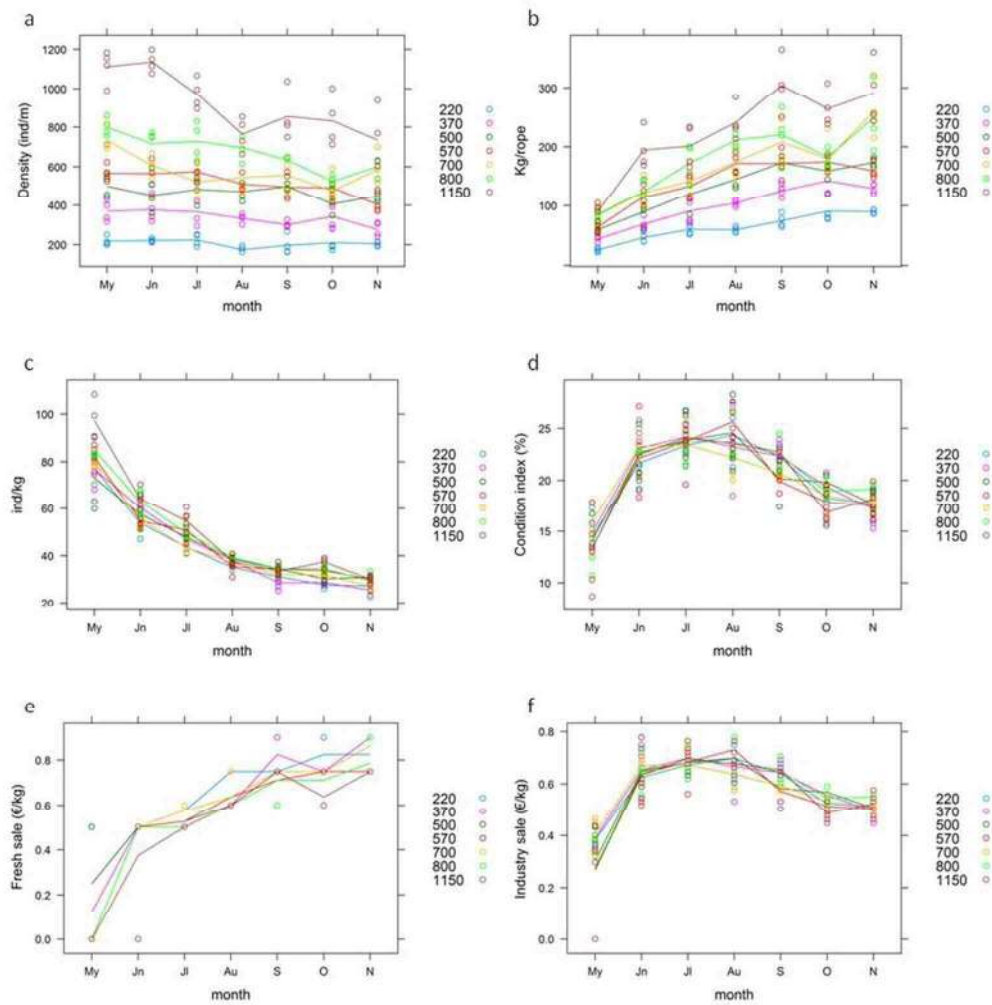 a
Density (ind/m)
1200
1000
800
600
400
200
My Jn Jl Au S O N
month
220
370
500
570
700
800
1150
b
Kg/rope
300
200
100
My Jn Jl Au S O N
month
220
370
500
570
700
800
1150
c
ind/kg
100
80
60
40
20
My Jn Jl Au S O N
month
220
370
500
570
700
800
1150
d
Condition index (%)
25
20
15
10
My Jn Jl Au S O N
month
220
370
500
570
700
800
1150
e
Fresh sale (€/kg)
0.8
0.6
0.4
0.2
0.0
My Jn Jl Au S O N
month
220
370
500
570
700
800
1150
f
Industry sale (€/kg)
0.8
0.6
0.4
0.2
0.0
My Jn Jl Au S O N
month
220
370
500
570
700
800
1150